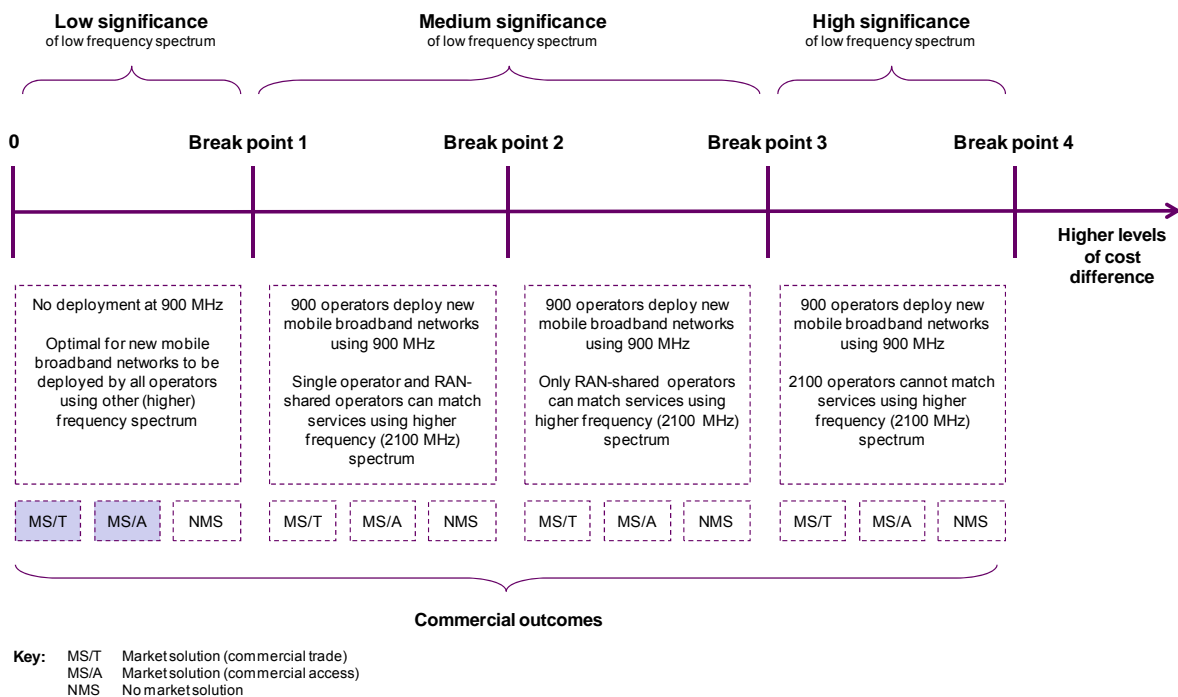 Low significance
of low frequency spectrum
Medium significance
of low frequency spectrum
High significance
of low frequency spectrum
0
Break point 1
Break point 2
Break point 3
Break point 4
Higher levels
of cost
difference
No deployment at 900 MHz
Optimal for new mobile
broadband networks to be
deployed by all operators
using other (higher)
frequency spectrum
900 operators deploy new
mobile broadband networks
using 900 MHz
Single operator and RAN-
shared operators can match
services using higher
frequency (2100 MHz)
spectrum
900 operators deploy new
mobile broadband networks
using 900 MHz
Only RAN-shared operators
can match services using
higher frequency (2100 MHz)
spectrum
900 operators deploy new
mobile broadband networks
using 900 MHz
2100 operators cannot match
services using higher
frequency (2100 MHz)
spectrum
MS/T
MS/A
NMS
MS/T
MS/A
NMS
MS/T
MS/A
NMS
MS/T
MS/A
NMS
Commercial outcomes
Key: MS/T Market solution (commercial trade)
MS/A Market solution (commercial access)
NMS No market solution